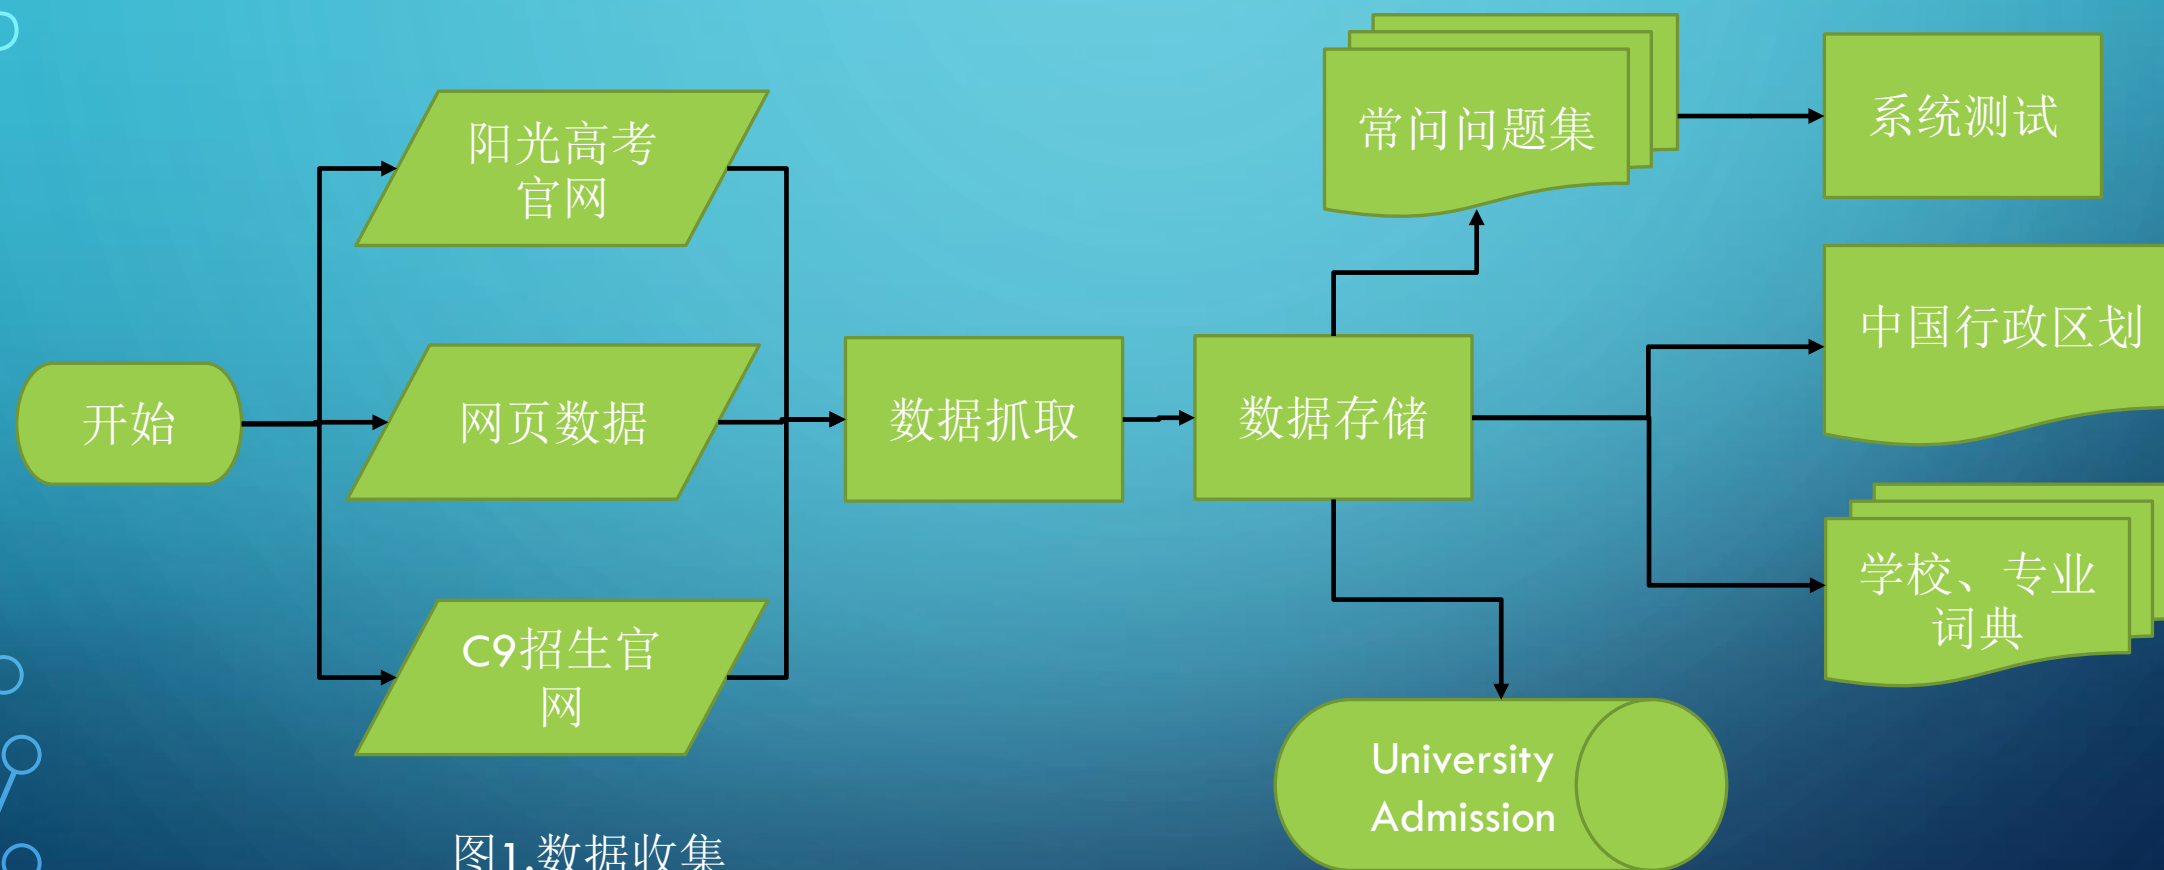 开始
阳光高考
官网
网页数据
C9招生官
网
数据抓取
数据存储
常问问题集
系统测试
中国行政区划
学校、专业
词典
University
Admission
图1.数据收集